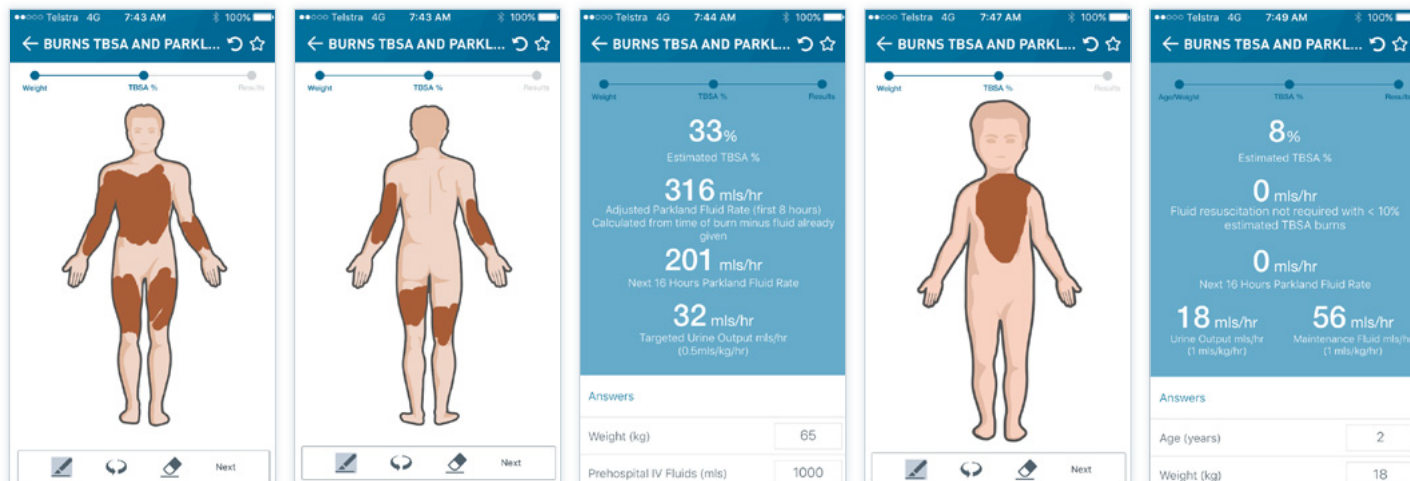 Telstra 4G 7:43 AM 100%
BURNS TBSA AND PARKL...
Weight TBSA % Results
Next
Telstra 4G 7:43 AM 100%
BURNS TBSA AND PARKL...
Weight TBSA % Results
Next
Telstra 4G 7:44 AM 100%
BURNS TBSA AND PARKL...
Weight TBSA % Results
33%
Estimated TBSA %
316 mls/hr
Adjusted Parkland Fluid Rate (first 8 hours)
Calculated from time of burn minus fluid already
given
201 mls/hr
Next 16 Hours Parkland Fluid Rate
32 mls/hr
Targeted Urine Output mls/hr
(0.5mls/kg/hr)
Answers
Weight (kg) 65
Prehospital IV Fluids (mls) 1000
Telstra 4G 7:47 AM 100%
BURNS TBSA AND PARKL...
Weight TBSA % Results
Next
Telstra 4G 7:49 AM 100%
BURNS TBSA AND PARKL...
Age/Weight TBSA % Results
8%
Estimated TBSA %
0 mls/hr
Fluid resuscitation not required with < 10%
estimated TBSA burns
0 mls/hr
Next 16 Hours Parkland Fluid Rate
18 mls/hr 56 mls/hr
Urine Output mls/hr Maintenance Fluid mls/hr
(1 mls/kg/hr) (1 mls/kg/hr)
Answers
Age (years) 2
Weight (kg) 18